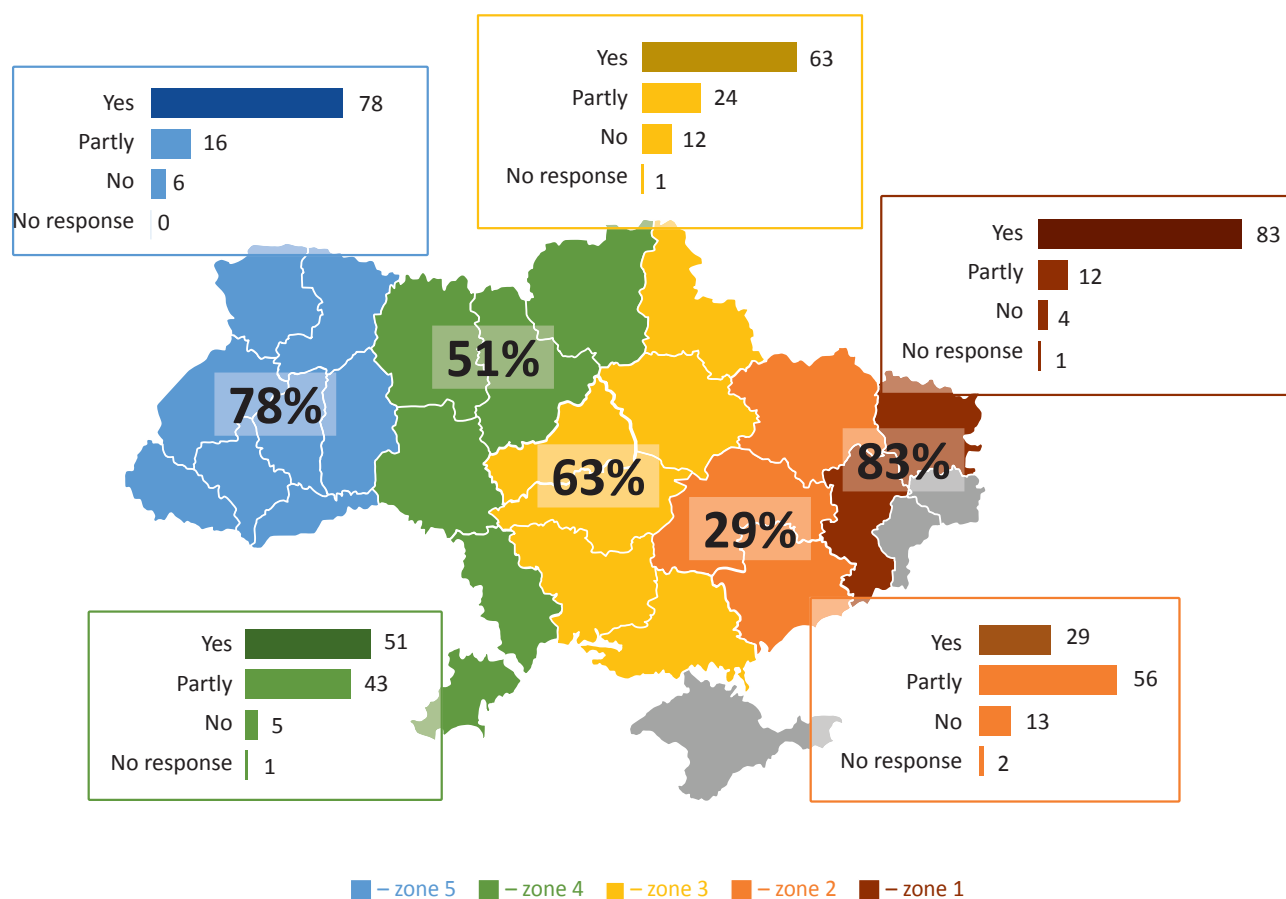 Yes 63
Partly 24
No 12
No response 1
Yes 78
Partly 16
No 6
No response 0
Yes 83
Partly 12
No 4
No response 1
51%
78%
63%
83%
29%
Yes 51
Partly 43
No 5
No response 1
Yes 29
Partly 56
No 13
No response 2
– zone 5 – zone 4 – zone 3 – zone 2 – zone 1